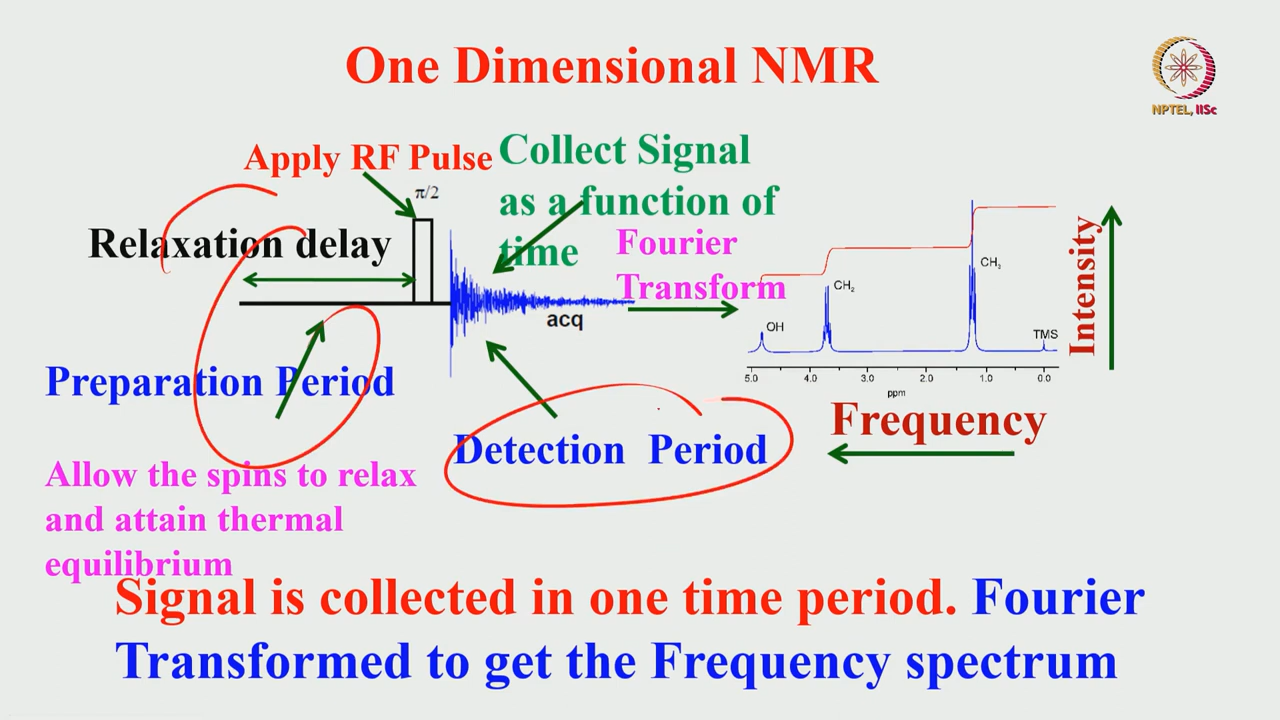 One Dimensional NMR
NPTEL, IISc
Apply RF Pulse
Collect Signal
as a function of
time
π/2
Relaxation delay
Fourier
Transform
acq
Preparation Period
Detection Period
Allow the spins to relax
and attain thermal
equilibrium
OH
CH₂
CH₃
TMS
5.0 4.0 3.0 2.0 1.0 0.0
ppm
Intensity
Frequency
Signal is collected in one time period. Fourier
Transformed to get the Frequency spectrum